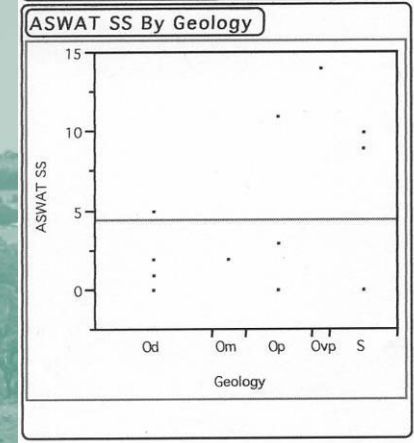 ASWAT SS By Geology
15
10
5
0
ASWAT SS
Od Om Op Ovp S
Geology